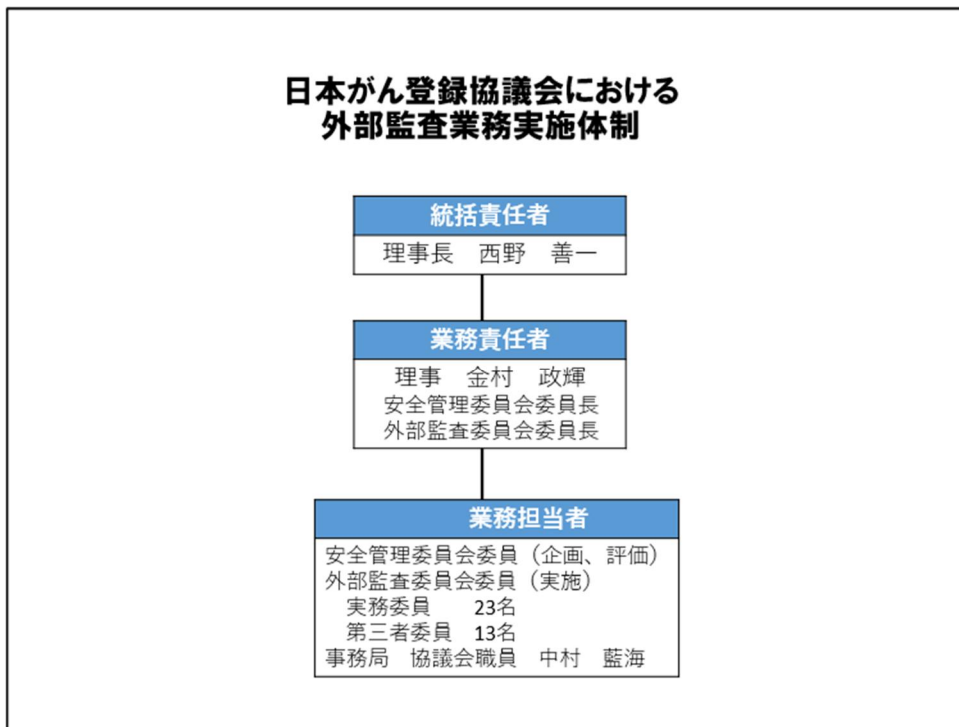 日本がん登録協議会における
外部監査業務実施体制
統括責任者
理事長　西野　善一
業務責任者
理事　金村　政輝
安全管理委員会委員長
外部監査委員会委員長
業務担当者
安全管理委員会委員（企画、評価）
外部監査委員会委員（実施）
実務委員　　23名
第三者委員　13名
事務局　協議会職員　中村　藍海